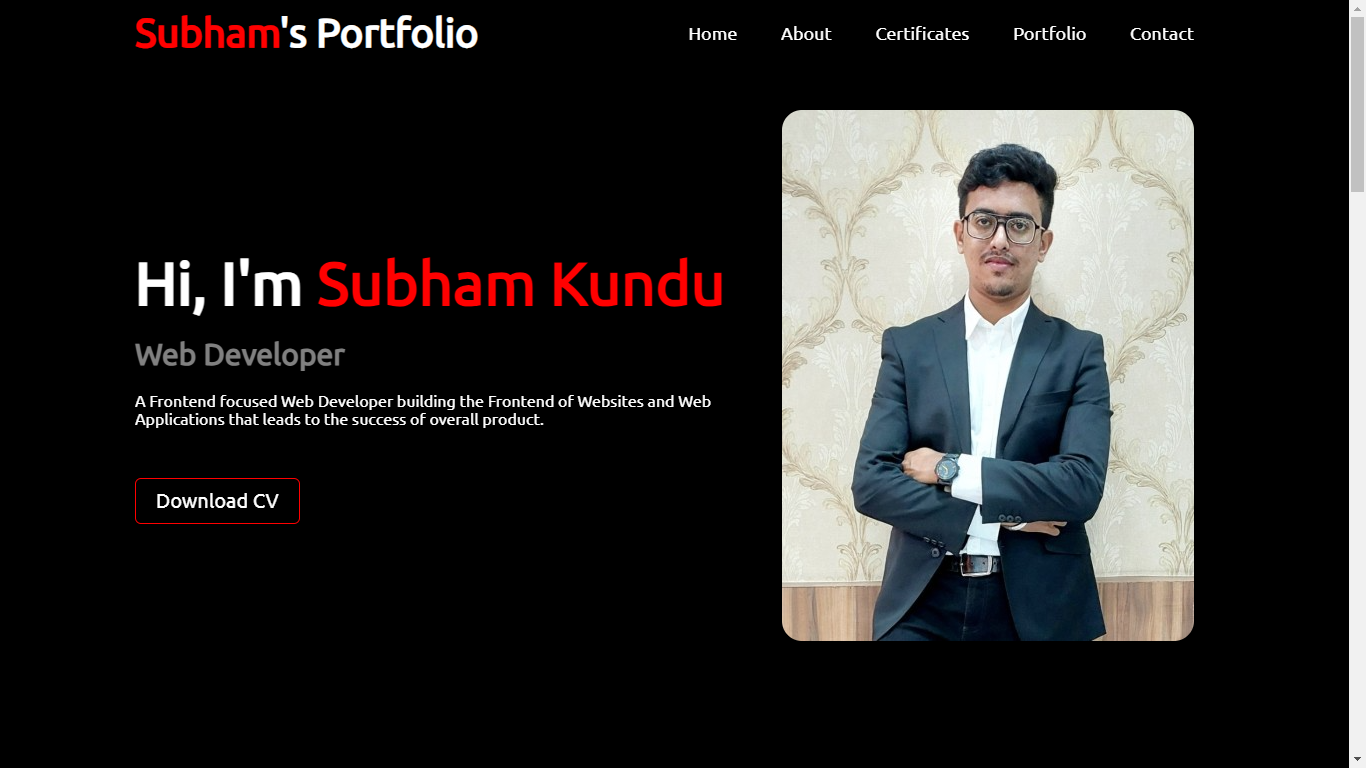 Subham's Portfolio
Home About Certificates Portfolio Contact
Hi, I'm Subham Kundu
Web Developer
A Frontend focused Web Developer building the Frontend of Websites and Web
Applications that leads to the success of overall product.
Download CV